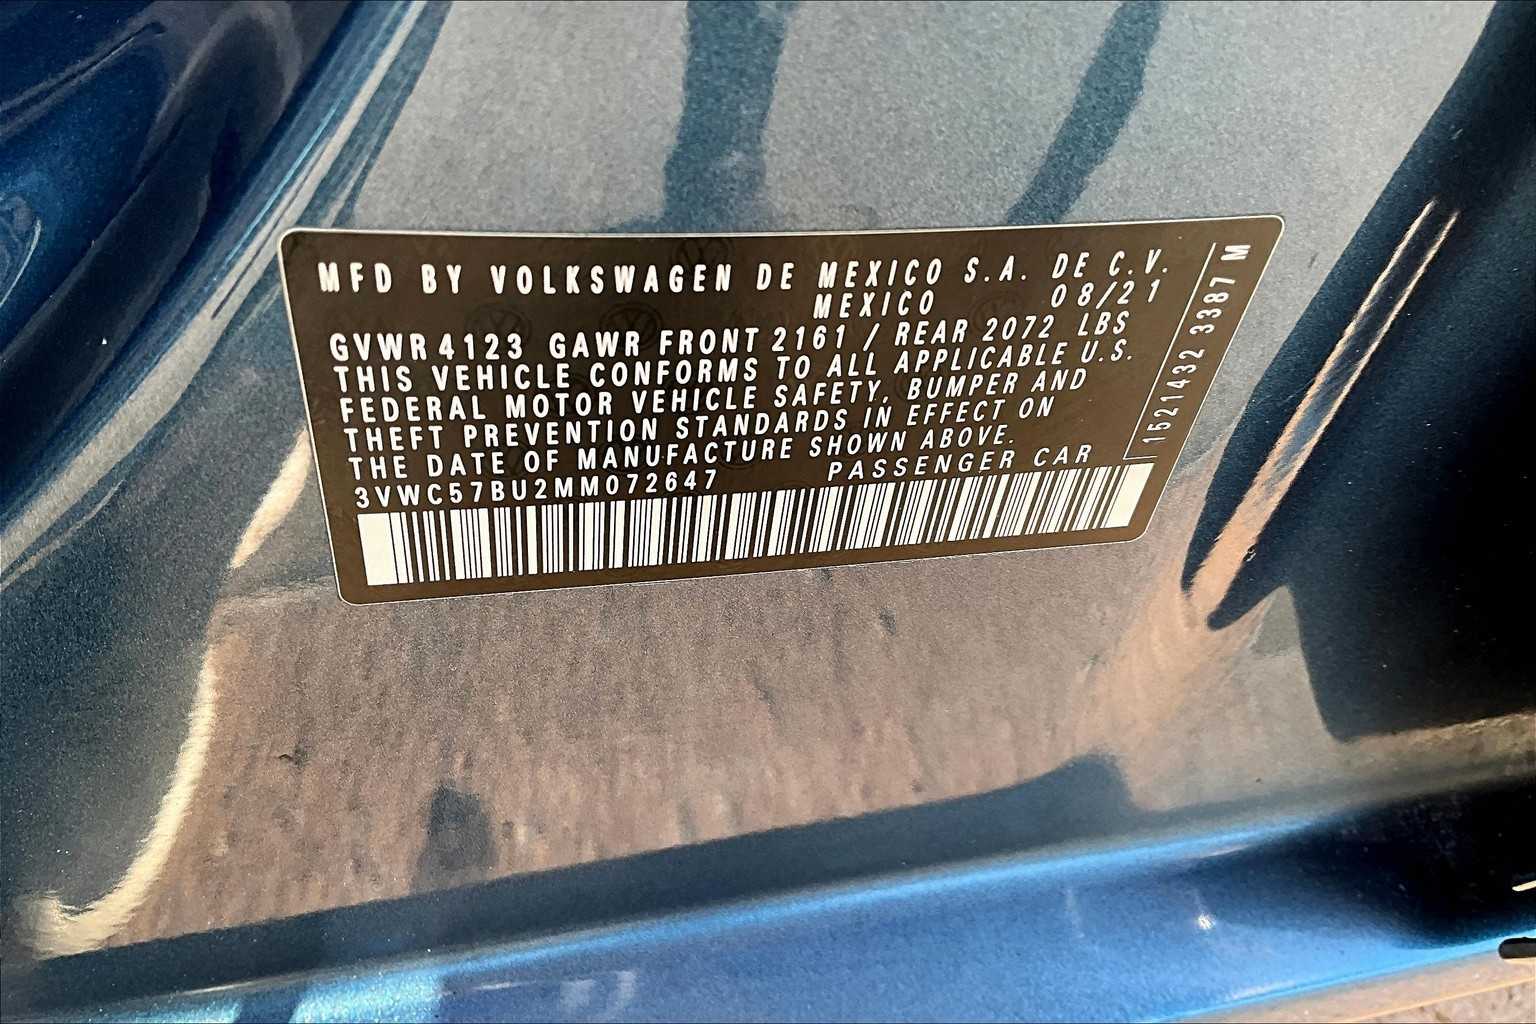 MFD BY VOLKSWAGEN DE MEXICO S.A. DE C.V.
MEXICO 08/21
GVWR 4123 GAWR FRONT 2161 / REAR 2072 LBS
THIS VEHICLE CONFORMS TO ALL APPLICABLE U.S.
FEDERAL MOTOR VEHICLE SAFETY, BUMPER AND
THEFT PREVENTION STANDARDS IN EFFECT ON
THE DATE OF MANUFACTURE SHOWN ABOVE.
3VWC57BU2MM072647 PASSENGER CAR
1521432 3387 M